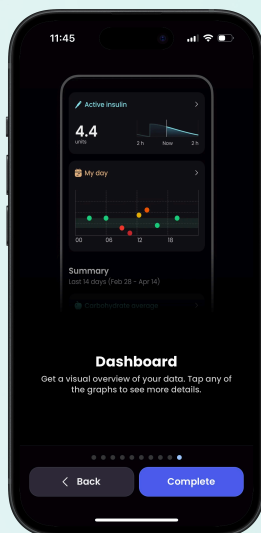 11:45
Active insulin
4.4
units
2 h Now 2 h
My day
00 06 12 18
Summary
Last 14 days (Feb 28 - Apr 14)
Carbohydrate average
Dashboard
Get a visual overview of your data. Tap any of
the graphs to see more details.
Back Complete